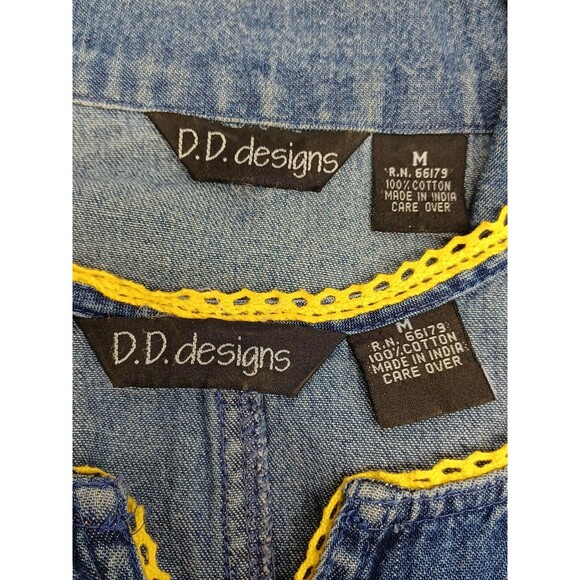 D.D. designs
M
R.N. 66179
100% COTTON
MADE IN INDIA
CARE OVER
D.D. designs
M
R.N. 66179
100% COTTON
MADE IN INDIA
CARE OVER